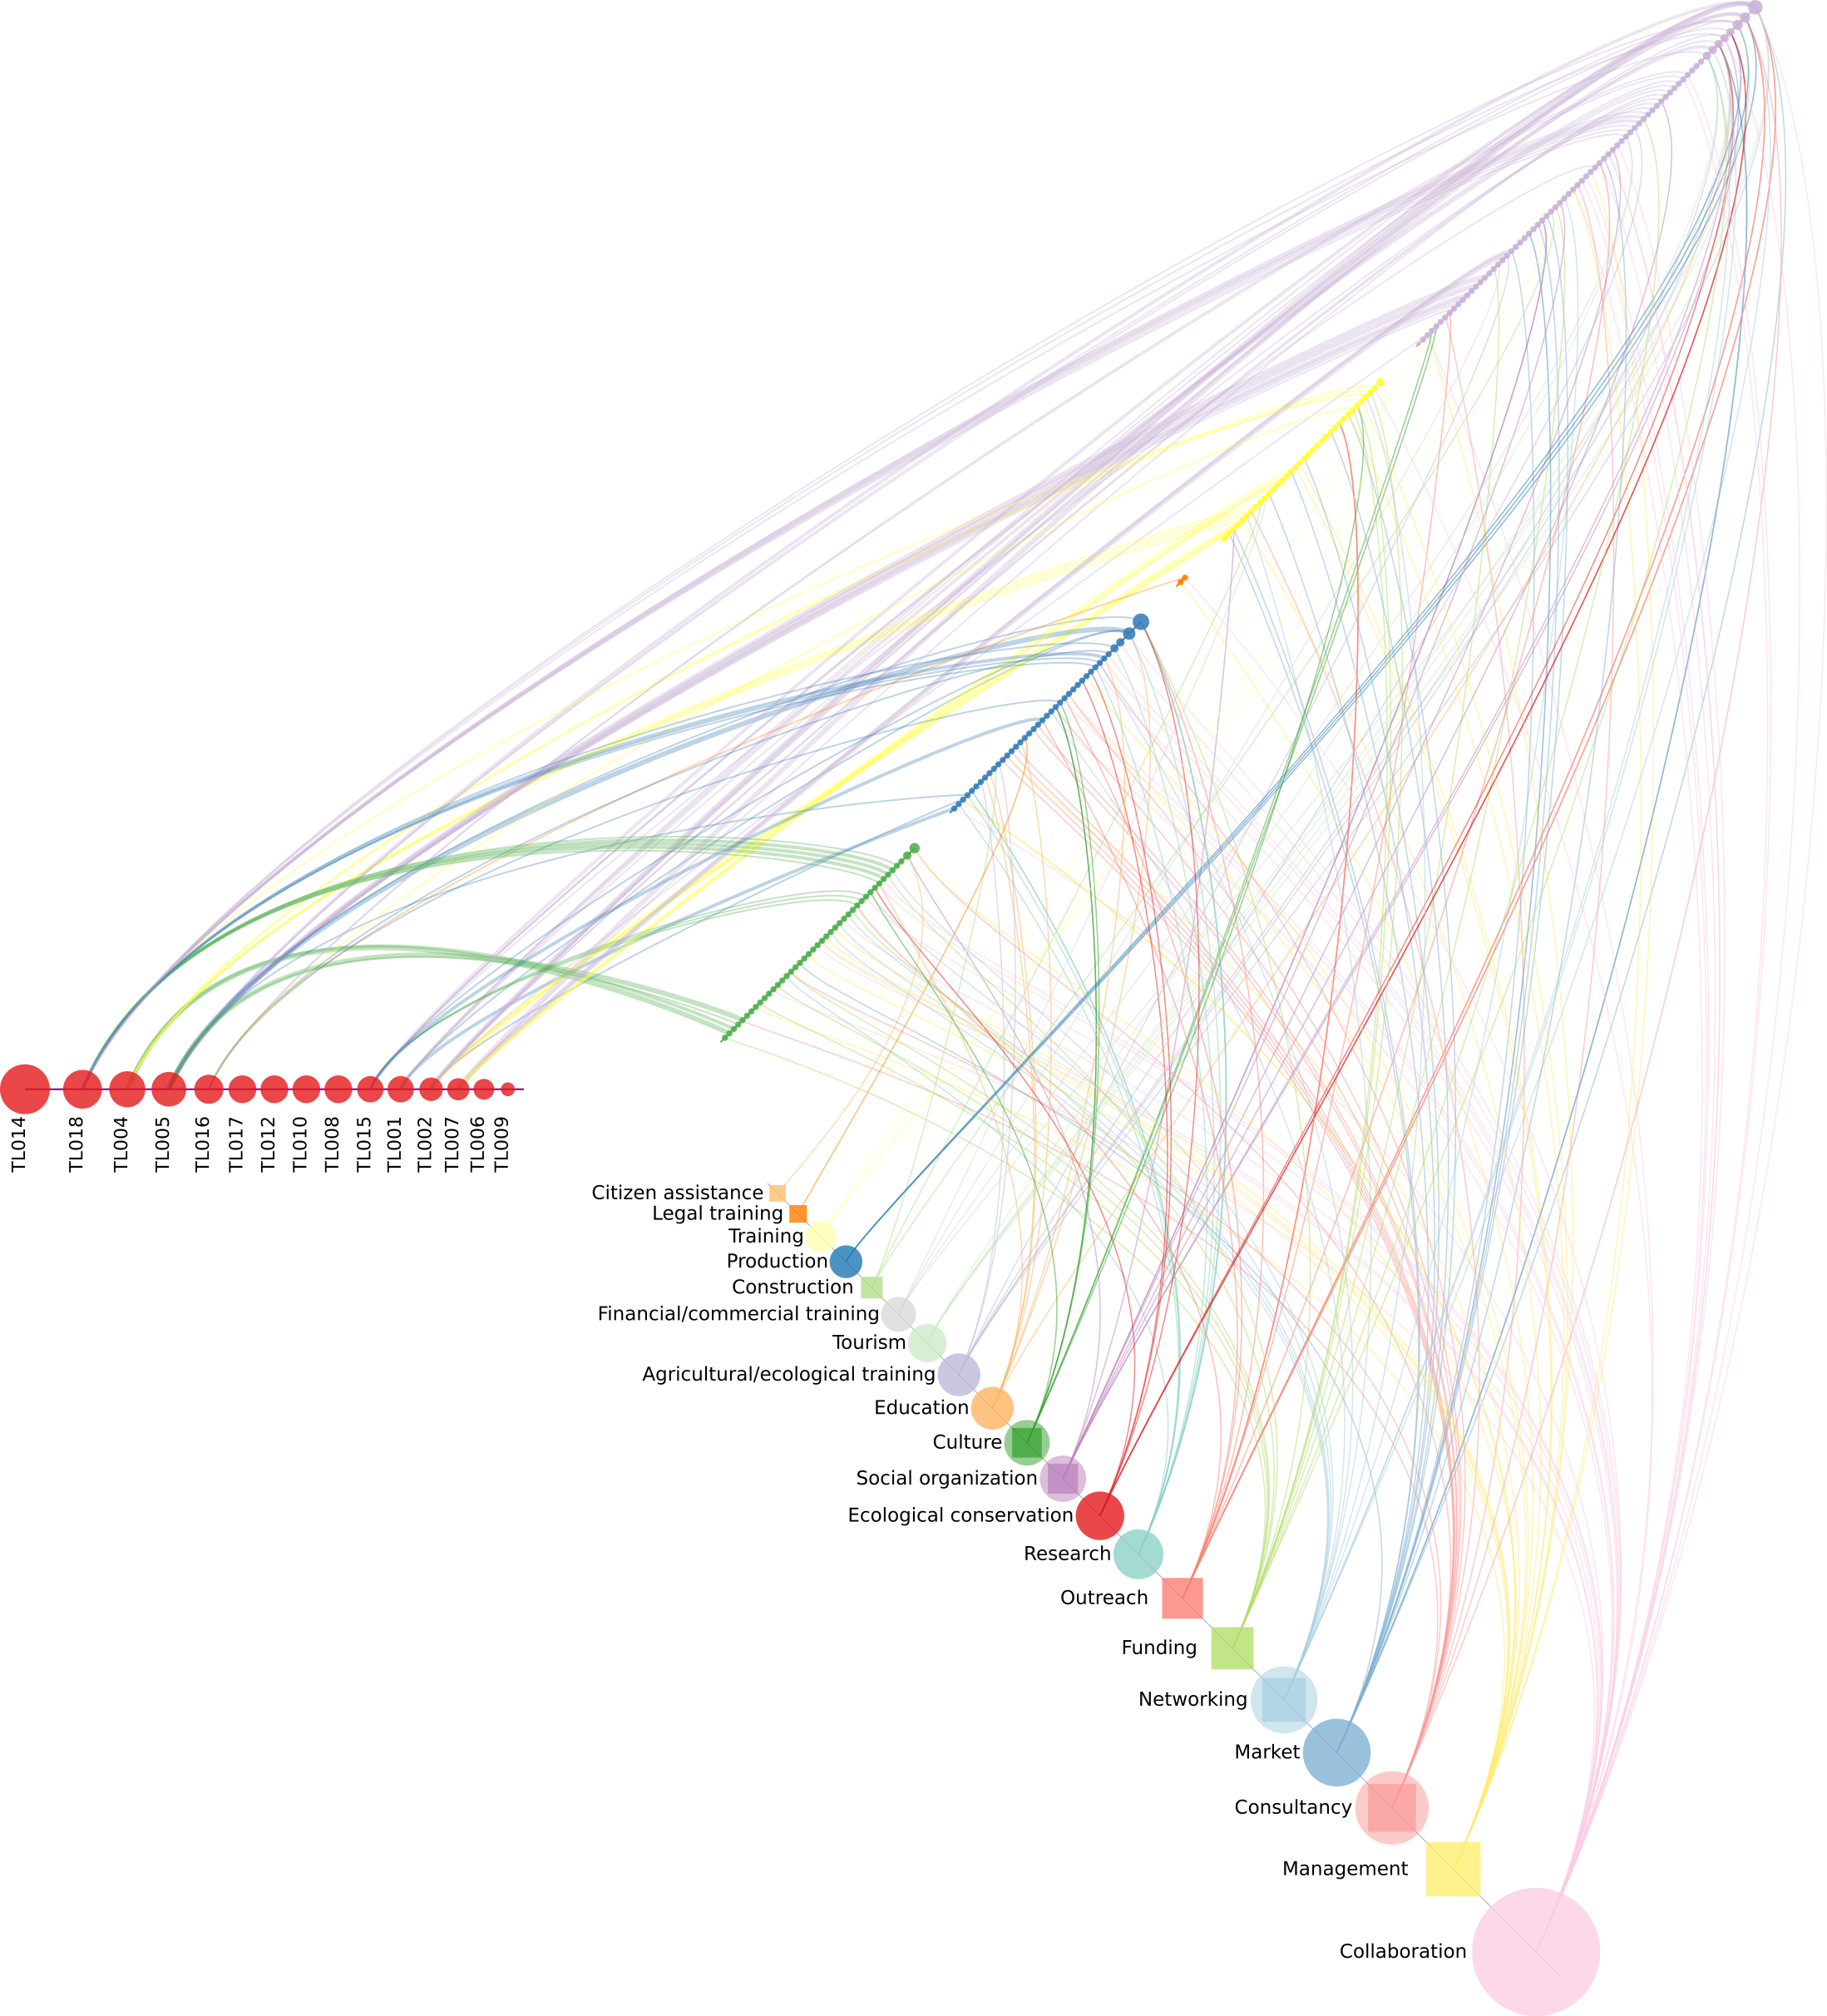 TL014
TL018
TL004
TL005
TL016
TL017
TL012
TL010
TL008
TL015
TL001
TL002
TL007
TL006
TL009
Citizen assistance
Legal training
Training
Production
Construction
Financial/commercial training
Tourism
Agricultural/ecological training
Education
Culture
Social organization
Ecological conservation
Research
Outreach
Funding
Networking
Market
Consultancy
Management
Collaboration